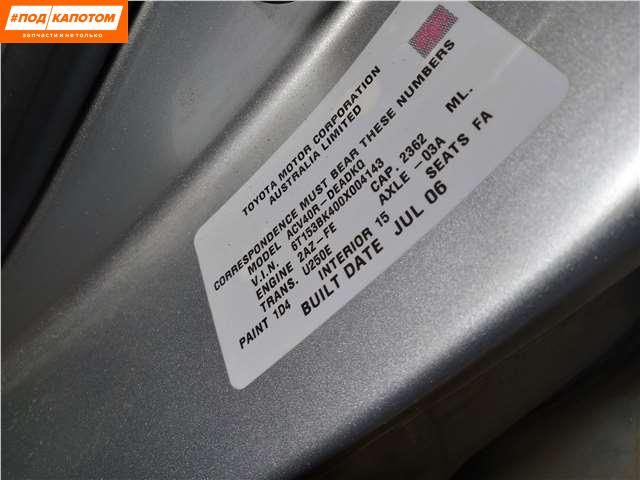 #ПОД КАПОТОМ
запчасти и не только
TOYOTA MOTOR CORPORATION
AUSTRALIA LIMITED
CORRESPONDENCE MUST BEAR THESE NUMBERS
MODEL ACV40R-DEADKQ
V.I.N. 6T153BK400X004143
ENGINE 2AZ-FE CAP. 2362 ML.
TRANS. U250E AXLE -03A
PAINT 1D4 INTERIOR 15 SEATS FA
BUILT DATE JUL 06